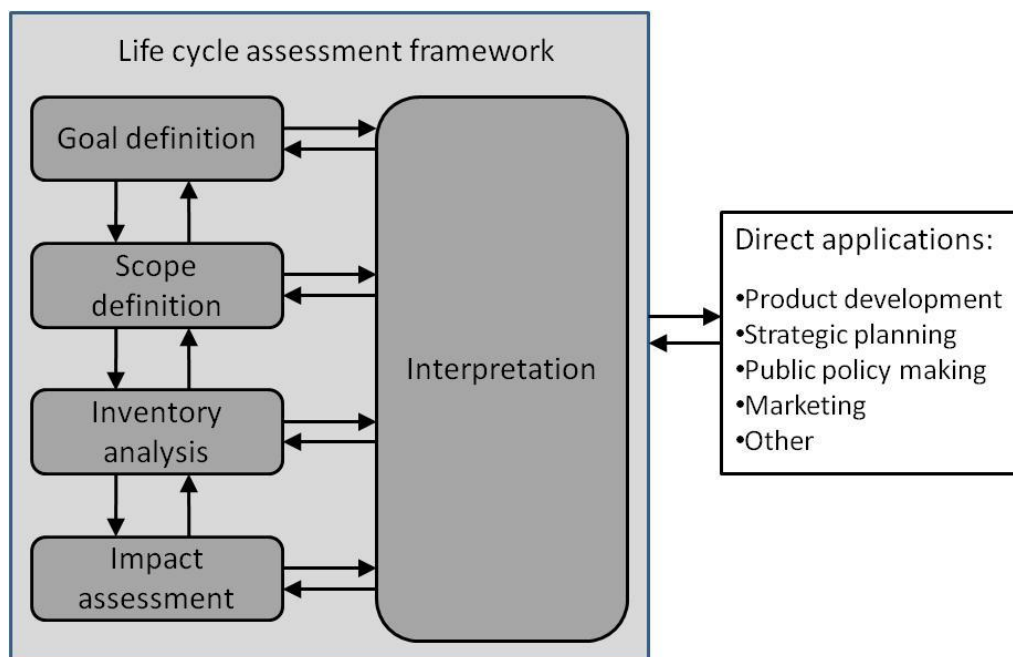 Life cycle assessment framework
Goal definition
Scope
definition
Inventory
analysis
Impact
assessment
Interpretation
Direct applications:
•Product development
•Strategic planning
•Public policy making
•Marketing
•Other